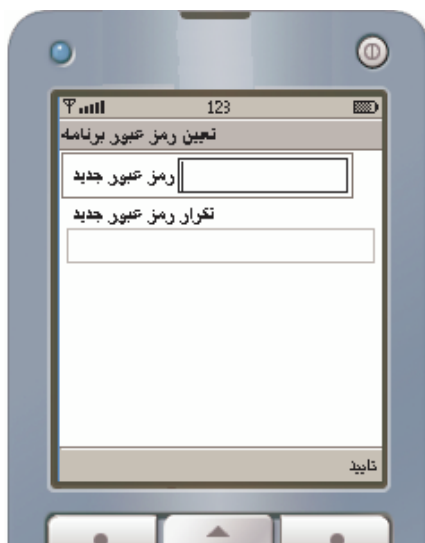 123
تعیین رمز عبور برنامه
رمز عبور جدید
تکرار رمز عبور جدید
تایید